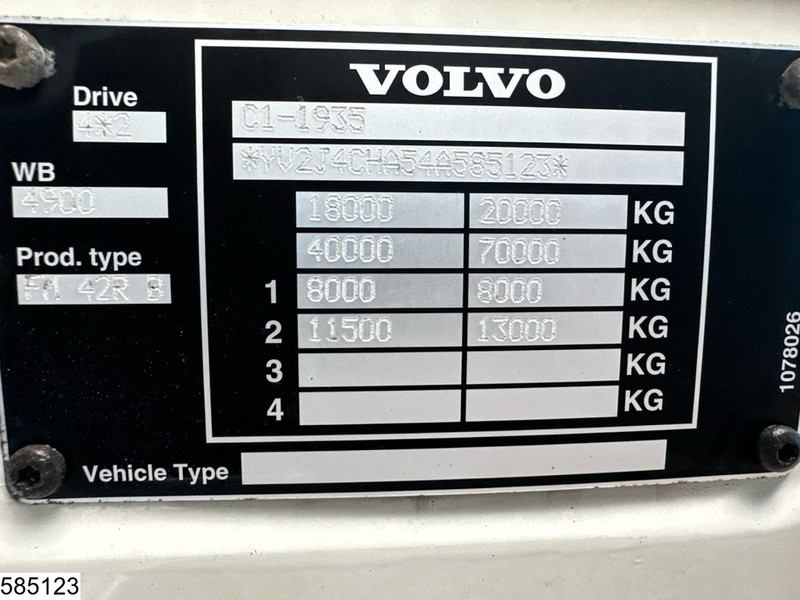 VOLVO
Drive
4*2
C1-1935
*YV2J4CHA54A585123*
WB
4900
18000 20000 KG
40000 70000 KG
Prod. type
FM 42R B
1 8000 8000 KG
2 11500 13000 KG
3 KG
4 KG
Vehicle Type
1078026
585123